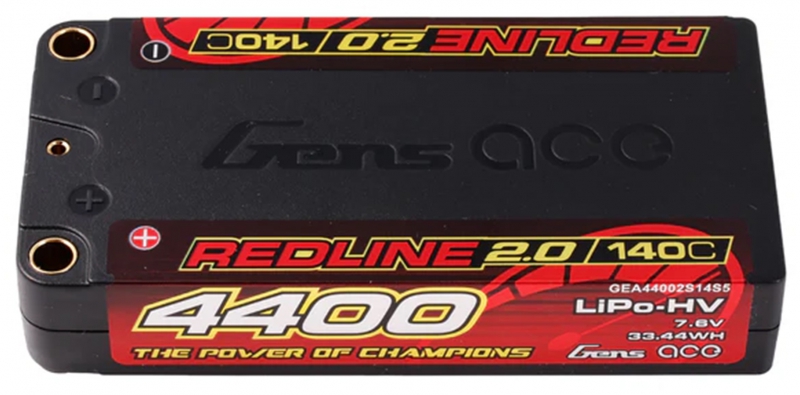 REDLINE 2.0 / 140C
Gens ace
REDLINE 2.0 / 140C
GEA44002S14S5
4400
LiPo-HV
7.6V
33.44WH
THE POWER OF CHAMPIONS
Gens ace